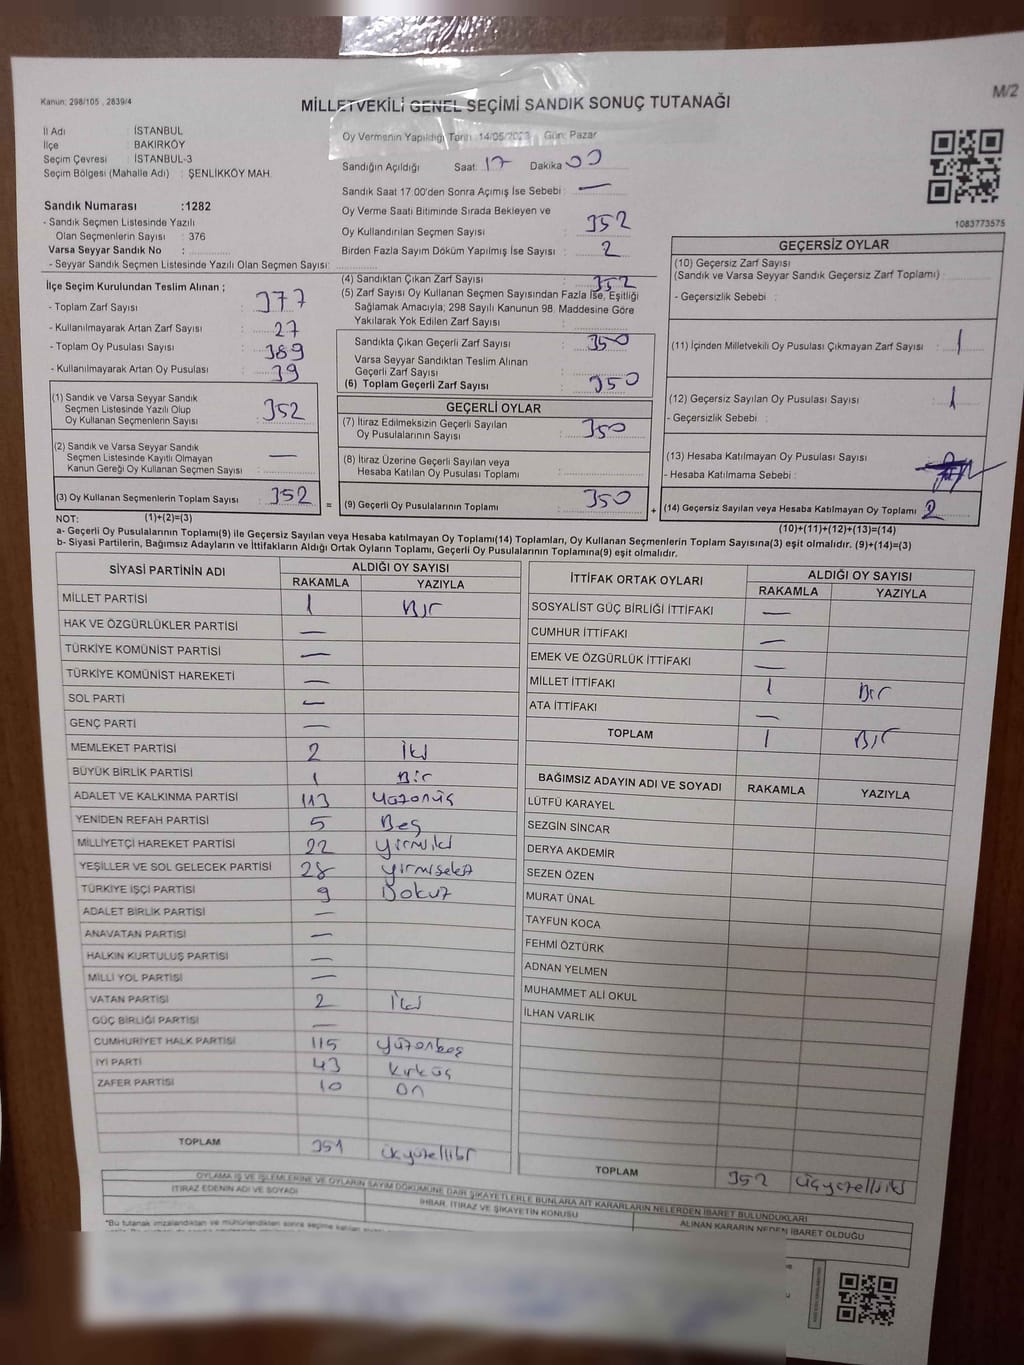 Kanun: 298/105 , 2839/4
M/2
MİLLETVEKİLİ GENEL SEÇİMİ SANDIK SONUÇ TUTANAĞI
İl Adı : İSTANBUL
İlçe : BAKIRKÖY
Seçim Çevresi : İSTANBUL-3
Seçim Bölgesi (Mahalle Adı) : ŞENLİKKÖY MAH.
Sandık Numarası :1282
- Sandık Seçmen Listesinde Yazılı
Olan Seçmenlerin Sayısı : 376
Varsa Seyyar Sandık No :
- Seyyar Sandık Seçmen Listesinde Yazılı Olan Seçmen Sayısı:
Oy Vermenin Yapıldığı Tarih: 14/05/2023 Gün: Pazar
Sandığın Açıldığı Saat: 17 Dakika 00
Sandık Saat 17.00'den Sonra Açımış İse Sebebi : —
Oy Verme Saati Bitiminde Sırada Bekleyen ve
Oy Kullandırılan Seçmen Sayısı : 352
Birden Fazla Sayım Döküm Yapılmış İse Sayısı : 2
1083773575
İlçe Seçim Kurulundan Teslim Alınan ;
- Toplam Zarf Sayısı : 377
- Kullanılmayarak Artan Zarf Sayısı : 27
- Toplam Oy Pusulası Sayısı : 389
- Kullanılmayarak Artan Oy Pusulası : 39
(1) Sandık ve Varsa Seyyar Sandık
Seçmen Listesinde Yazılı Olup
Oy Kullanan Seçmenlerin Sayısı : 352
(2) Sandık ve Varsa Seyyar Sandık
Seçmen Listesinde Kayıtlı Olmayan
Kanun Gereği Oy Kullanan Seçmen Sayısı : —
(3) Oy Kullanan Seçmenlerin Toplam Sayısı : 352
(4) Sandıktan Çıkan Zarf Sayısı : 352
(5) Zarf Sayısı Oy Kullanan Seçmen Sayısından Fazla İse, Eşitliği
Sağlamak Amacıyla; 298 Sayılı Kanunun 98. Maddesine Göre
Yakılarak Yok Edilen Zarf Sayısı :
Sandıkta Çıkan Geçerli Zarf Sayısı : 350
Varsa Seyyar Sandıktan Teslim Alınan
Geçerli Zarf Sayısı :
(6) Toplam Geçerli Zarf Sayısı : 350
GEÇERLİ OYLAR
(7) İtiraz Edilmeksizin Geçerli Sayılan
Oy Pusulalarının Sayısı : 350
(8) İtiraz Üzerine Geçerli Sayılan veya
Hesaba Katılan Oy Pusulası Toplamı :
= (9) Geçerli Oy Pusulalarının Toplamı : 350
GEÇERSİZ OYLAR
(10) Geçersiz Zarf Sayısı
(Sandık ve Varsa Seyyar Sandık Geçersiz Zarf Toplamı) :
- Geçersizlik Sebebi :
(11) İçinden Milletvekili Oy Pusulası Çıkmayan Zarf Sayısı : 1
(12) Geçersiz Sayılan Oy Pusulası Sayısı : 1
- Geçersizlik Sebebi :
(13) Hesaba Katılmayan Oy Pusulası Sayısı
- Hesaba Katılmama Sebebi :
+ (14) Geçersiz Sayılan veya Hesaba Katılmayan Oy Toplamı 2
NOT: (1)+(2)=(3)
(10)+(11)+(12)+(13)=(14)
a- Geçerli Oy Pusulalarının Toplamı(9) ile Geçersiz Sayılan veya Hesaba Katılmayan Oy Toplamı(14) Toplamları, Oy Kullanan Seçmenlerin Toplam Sayısına(3) eşit olmalıdır. (9)+(14)=(3)
b- Siyasi Partilerin, Bağımsız Adayların ve İttifakların Aldığı Ortak Oyların Toplamı, Geçerli Oy Pusulalarının Toplamına(9) eşit olmalıdır.
SİYASİ PARTİNİN ADI ALDIĞI OY SAYISI
RAKAMLA YAZIYLA
MİLLET PARTİSİ 1 Bir
HAK VE ÖZGÜRLÜKLER PARTİSİ —
TÜRKİYE KOMÜNİST PARTİSİ —
TÜRKİYE KOMÜNİST HAREKETİ —
SOL PARTİ —
GENÇ PARTİ —
MEMLEKET PARTİSİ 2 İki
BÜYÜK BİRLİK PARTİSİ 1 Bir
ADALET VE KALKINMA PARTİSİ 113 Yüzonüç
YENİDEN REFAH PARTİSİ 5 Beş
MİLLİYETÇİ HAREKET PARTİSİ 22 yirmiiki
YEŞİLLER VE SOL GELECEK PARTİSİ 28 yirmisekiz
TÜRKİYE İŞÇİ PARTİSİ 9 Dokuz
ADALET BİRLİK PARTİSİ —
ANAVATAN PARTİSİ —
HALKIN KURTULUŞ PARTİSİ —
MİLLİ YOL PARTİSİ —
VATAN PARTİSİ 2 İki
GÜÇ BİRLİĞİ PARTİSİ —
CUMHURİYET HALK PARTİSİ 115 yüzonbeş
İYİ PARTİ 43 kırküç
ZAFER PARTİSİ 10 on
TOPLAM 351 üçyüzellibir
İTTİFAK ORTAK OYLARI ALDIĞI OY SAYISI
RAKAMLA YAZIYLA
SOSYALİST GÜÇ BİRLİĞİ İTTİFAKI —
CUMHUR İTTİFAKI —
EMEK VE ÖZGÜRLÜK İTTİFAKI —
MİLLET İTTİFAKI 1 Bir
ATA İTTİFAKI —
TOPLAM 1 Bir
BAĞIMSIZ ADAYIN ADI VE SOYADI RAKAMLA YAZIYLA
LÜTFÜ KARAYEL
SEZGİN SİNCAR
DERYA AKDEMİR
SEZEN ÖZEN
MURAT ÜNAL
TAYFUN KOCA
FEHMİ ÖZTÜRK
ADNAN YELMEN
MUHAMMET ALİ OKUL
İLHAN VARLIK
TOPLAM 352 üçyüzelliiki
OYLAMA İŞ VE İŞLEMLERİNE VE OYLARIN SAYIM DÖKÜMÜNE DAİR ŞİKAYETLERLE BUNLARA AİT KARARLARIN NELERDEN İBARET BULUNDUKLARI
İTİRAZ EDENİN ADI VE SOYADI İHBAR, İTİRAZ VE ŞİKAYETİN KONUSU ALINAN KARARIN NEDEN İBARET OLDUĞU
*Bu tutanak imzalandıktan ve mühürlendikten sonra seçime katılan